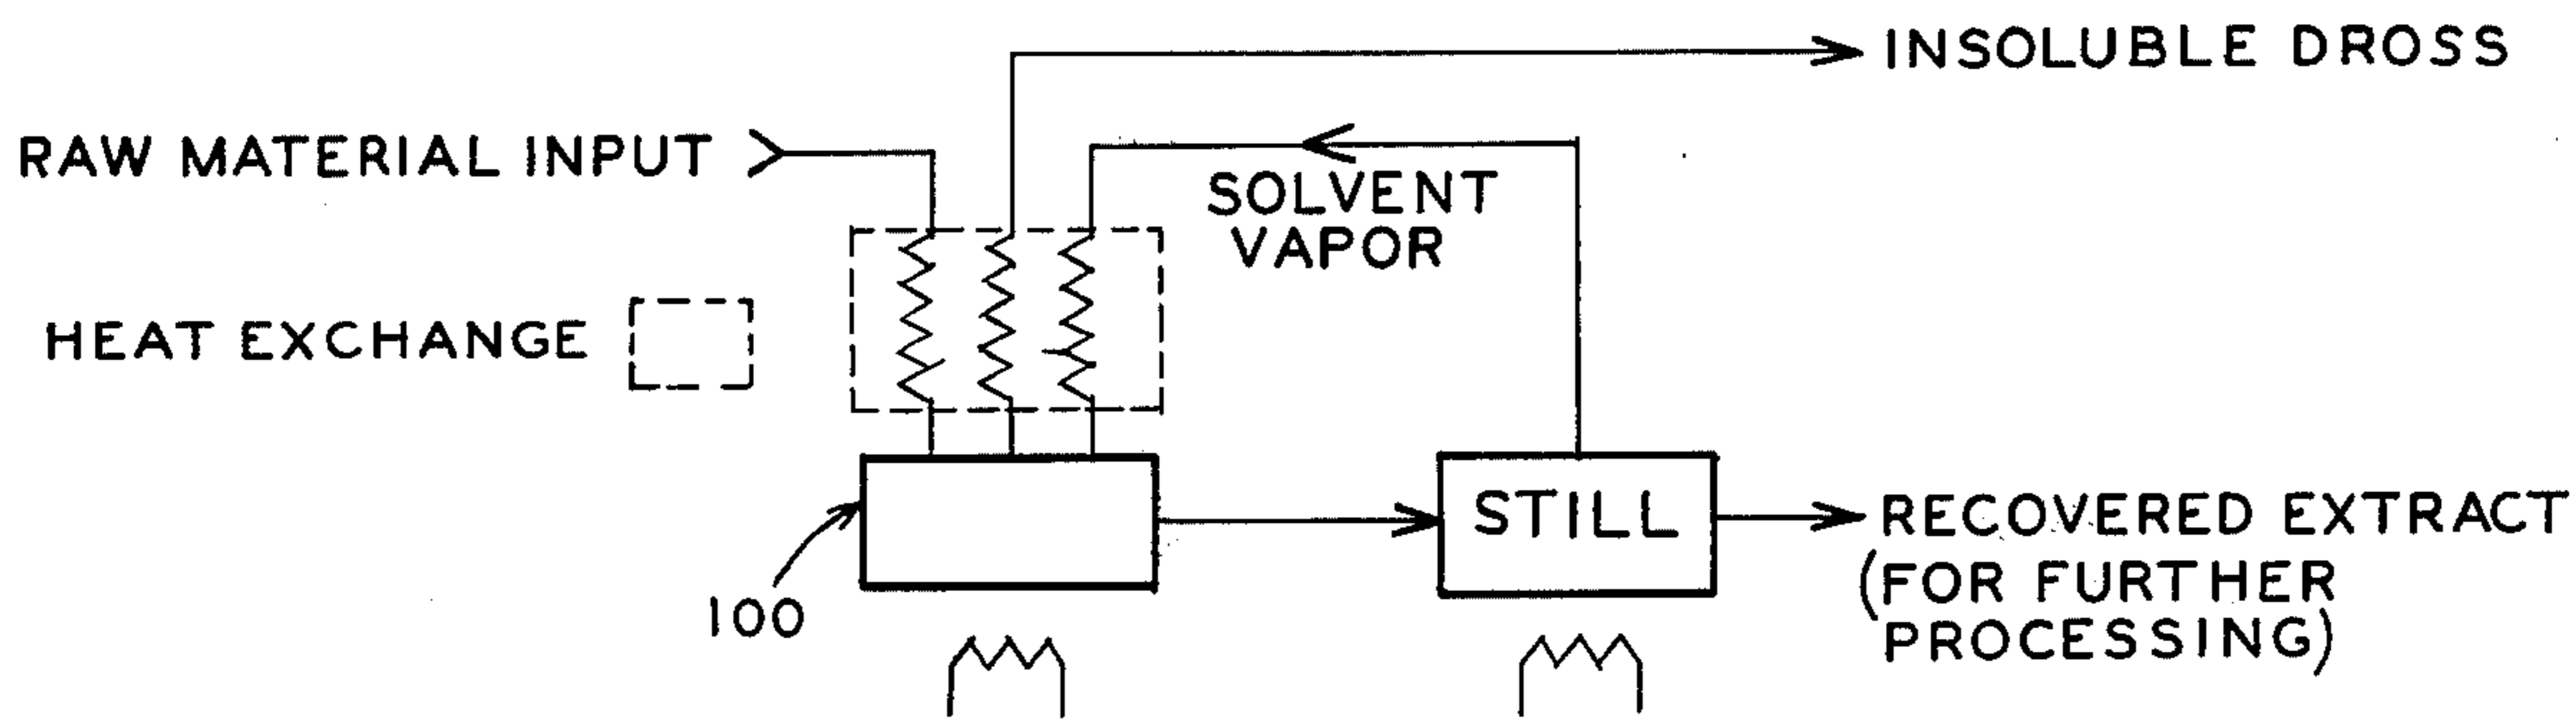 INSOLUBLE DROSS
RAW MATERIAL INPUT
SOLVENT
VAPOR
HEAT EXCHANGE
STILL
RECOVERED EXTRACT
(FOR FURTHER
PROCESSING)
100